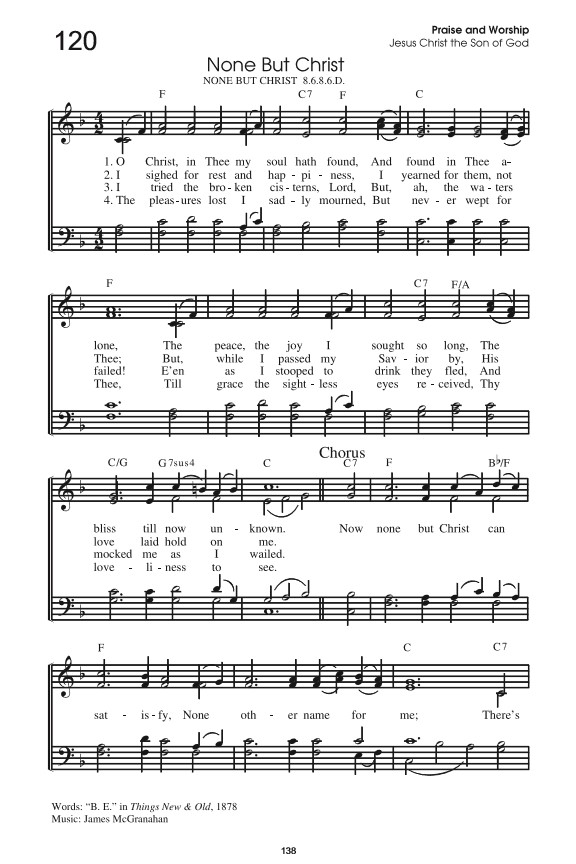 120
Praise and Worship
Jesus Christ the Son of God
None But Christ
NONE BUT CHRIST 8.6.8.6.D.
F C7 F C
1. O Christ, in Thee my soul hath found, And found in Thee a-
2. I sighed for rest and hap - pi - ness, I yearned for them, not
3. I tried the bro - ken cis - terns, Lord, But, ah, the wa - ters
4. The pleas - ures lost I sad - ly mourned, But nev - er wept for
F C7 F/A
lone, The peace, the joy I sought so long, The
Thee; But, while I passed my Sav - ior by, His
failed! E'en as I stooped to drink they fled, And
Thee, Till grace the sight - less eyes re - ceived, Thy
Chorus
C/G G7sus4 C C7 F B♭/F
bliss till now un - known. Now none but Christ can
love laid hold on me.
mocked me as I wailed.
love - li - ness to see.
F C C7
sat - is - fy, None oth - er name for me; There's
Words: “B. E.” in Things New & Old, 1878
Music: James McGranahan
138